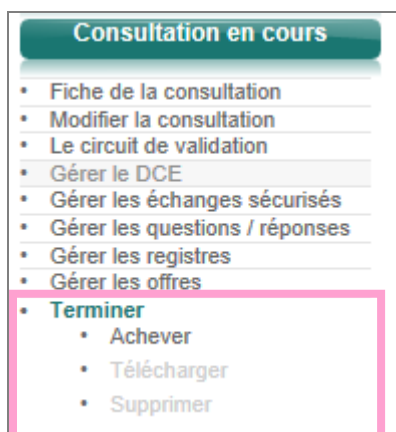 Consultation en cours
• Fiche de la consultation
• Modifier la consultation
• Le circuit de validation
• Gérer le DCE
• Gérer les échanges sécurisés
• Gérer les questions / réponses
• Gérer les registres
• Gérer les offres
• Terminer
• Achever
• Télécharger
• Supprimer